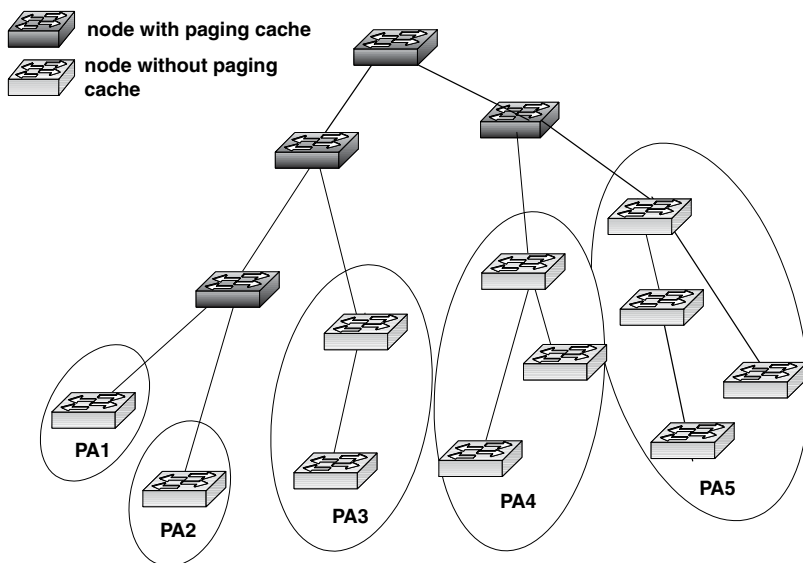 node with paging cache
node without paging
cache
PA1
PA2
PA3
PA4
PA5